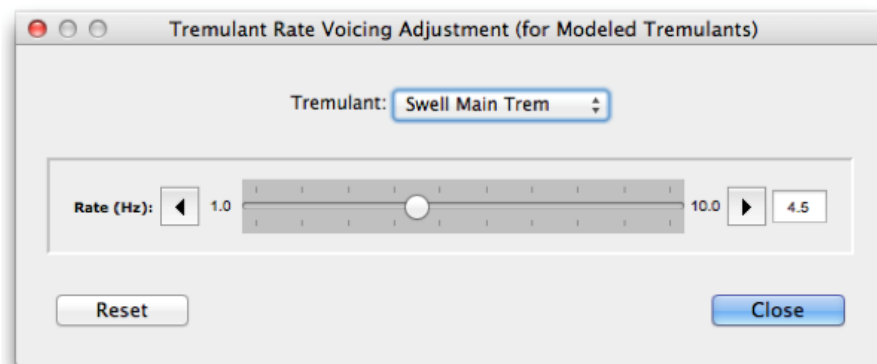 Tremulant Rate Voicing Adjustment (for Modeled Tremulants)
Tremulant: Swell Main Trem
Rate (Hz): 1.0 10.0 4.5
Reset Close